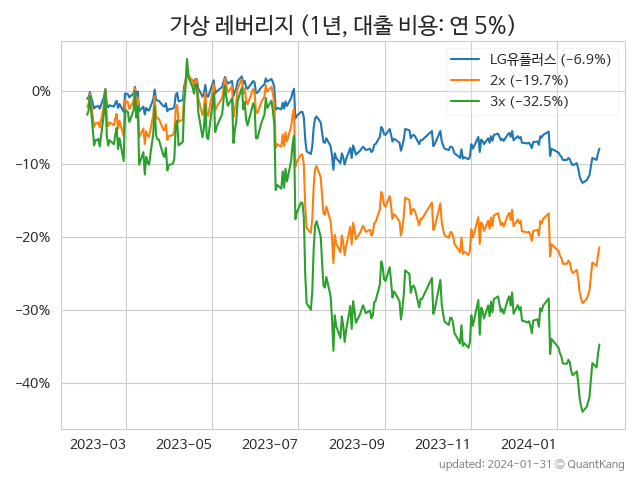 가상 레버리지 (1년, 대출 비용: 연 5%)
LG유플러스 (−6.9%)
2x (−19.7%)
3x (−32.5%)
0%
−10%
−20%
−30%
−40%
2023-03 2023-05 2023-07 2023-09 2023-11 2024-01
updated: 2024-01-31 © QuantKang